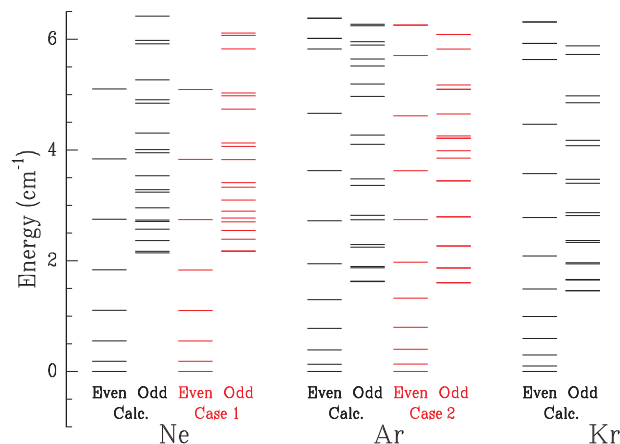 6
4
2
0
Energy (cm-1)
Even Odd Even Odd Even Odd Even Odd Even Odd
Calc. Case 1 Calc. Case 2 Calc.
Ne Ar Kr